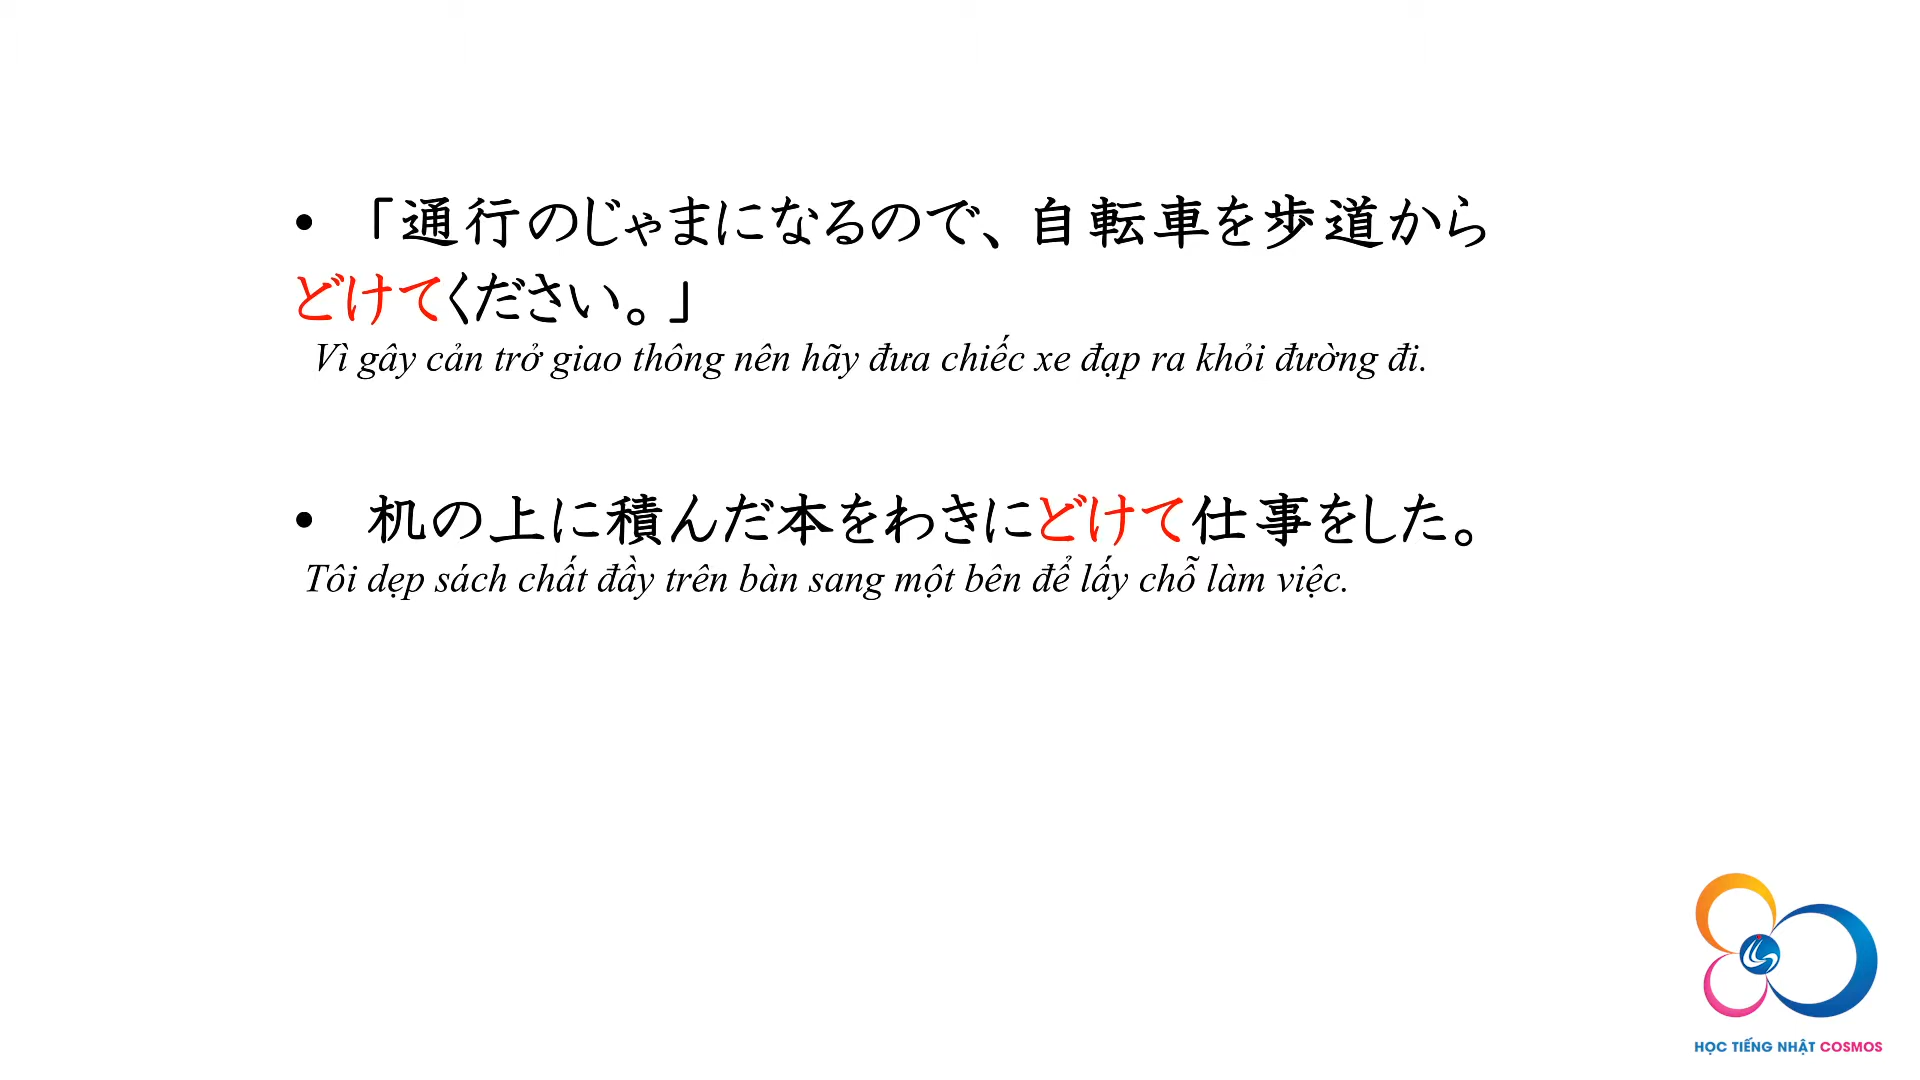 • 「通行のじゃまになるので、自転車を歩道から
どけてください。」
Vì gây cản trở giao thông nên hãy đưa chiếc xe đạp ra khỏi đường đi.
• 机の上に積んだ本をわきにどけて仕事をした。
Tôi dẹp sách chất đầy trên bàn sang một bên để lấy chỗ làm việc.
HỌC TIẾNG NHẬT COSMOS